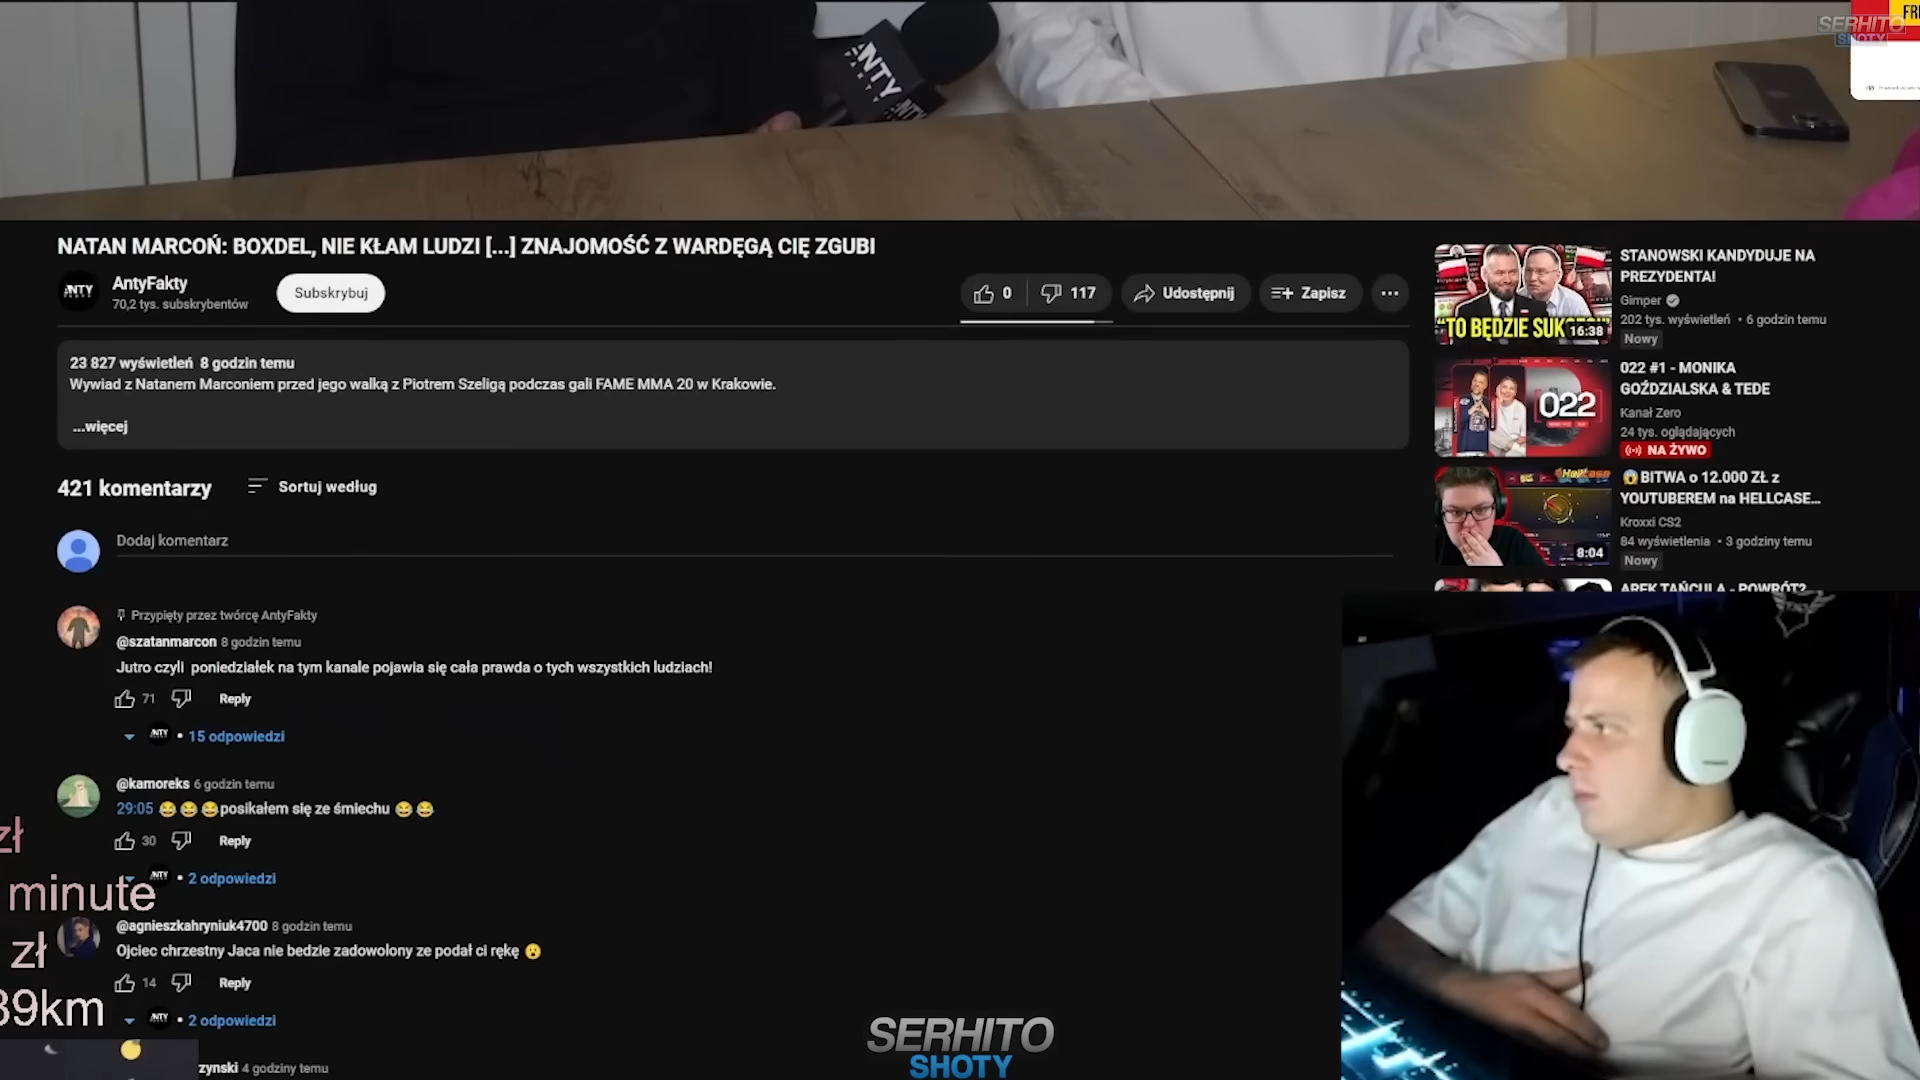 ANTY
FAKTY
SERHITO
SHOTY
NATAN MARCOŃ: BOXDEL, NIE KŁAM LUDZI [...] ZNAJOMOŚĆ Z WARDĘGĄ CIĘ ZGUBI
AntyFakty
70,2 tys. subskrybentów
Subskrybuj
0
117
Udostępnij
Zapisz
23 827 wyświetleń 8 godzin temu
Wywiad z Natanem Marconiem przed jego walką z Piotrem Szeligą podczas gali FAME MMA 20 w Krakowie.
...więcej
421 komentarzy
Sortuj według
Dodaj komentarz
Przypięty przez twórcę AntyFakty
@szatanmarcon 8 godzin temu
Jutro czyli poniedziałek na tym kanale pojawia się cała prawda o tych wszystkich ludziach!
71
Reply
• 15 odpowiedzi
@kamoreks 6 godzin temu
29:05 😂😂😂posikałem się ze śmiechu 😂😂
30
Reply
• 2 odpowiedzi
@agnieszkahryniuk4700 8 godzin temu
Ojciec chrzestny Jaca nie bedzie zadowolony ze podał ci rękę 😮
14
Reply
• 2 odpowiedzi
zynski 4 godziny temu
zł
minute
zł
39km
STANOWSKI KANDYDUJE NA
PREZYDENTA!
Gimper
202 tys. wyświetleń • 6 godzin temu
Nowy
16:38
022 #1 - MONIKA
GOŹDZIALSKA & TEDE
Kanał Zero
24 tys. oglądających
NA ŻYWO
022
😱BITWA o 12.000 ZŁ z
YOUTUBEREM na HELLCASE...
Kroxxi CS2
84 wyświetlenia • 3 godziny temu
Nowy
8:04
AREK TAŃCULA - POWRÓT?
SERHITO
SHOTY